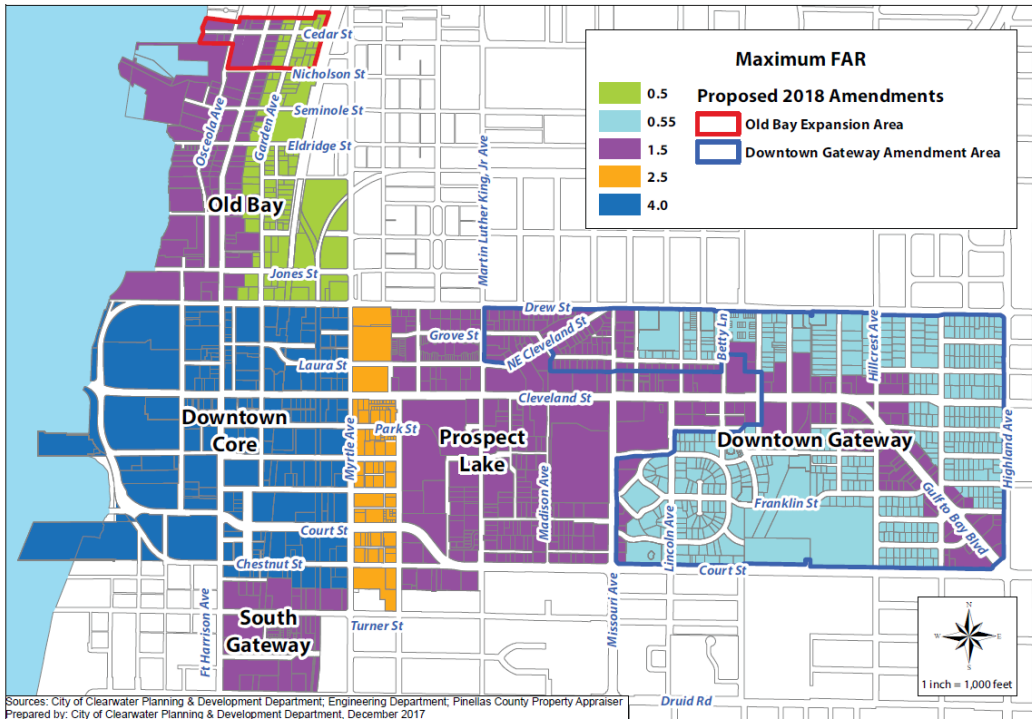 Cedar St
Nicholson St
Seminole St
Eldridge St
Osceola Ave
Garden Ave
Old Bay
Jones St
Martin Luther King, Jr Ave
Maximum FAR
0.5
0.55
1.5
2.5
4.0
Proposed 2018 Amendments
Old Bay Expansion Area
Downtown Gateway Amendment Area
Drew St
Grove St
NE Cleveland St
Betty Ln
Hillcrest Ave
Laura St
Cleveland St
Downtown
Core
Myrtle Ave
Park St
Prospect
Lake
Madison Ave
Downtown Gateway
Highland Ave
Franklin St
Lincoln Ave
Gulf to Bay Blvd
Court St
Chestnut St
Court St
Ft Harrison Ave
South
Gateway
Turner St
Missouri Ave
Druid Rd
N
W
E
S
1 inch = 1,000 feet
Sources: City of Clearwater Planning & Development Department; Engineering Department; Pinellas County Property Appraiser
Prepared by: City of Clearwater Planning & Development Department, December 2017